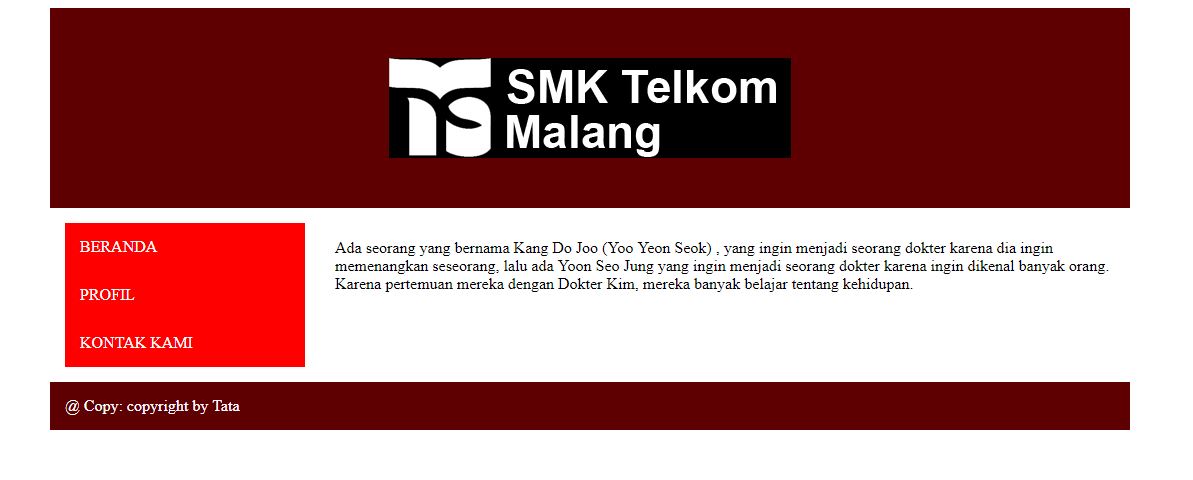 SMK Telkom
Malang
BERANDA
PROFIL
KONTAK KAMI
Ada seorang yang bernama Kang Do Joo (Yoo Yeon Seok) , yang ingin menjadi seorang dokter karena dia ingin
memenangkan seseorang, lalu ada Yoon Seo Jung yang ingin menjadi seorang dokter karena ingin dikenal banyak orang.
Karena pertemuan mereka dengan Dokter Kim, mereka banyak belajar tentang kehidupan.
@ Copy: copyright by Tata